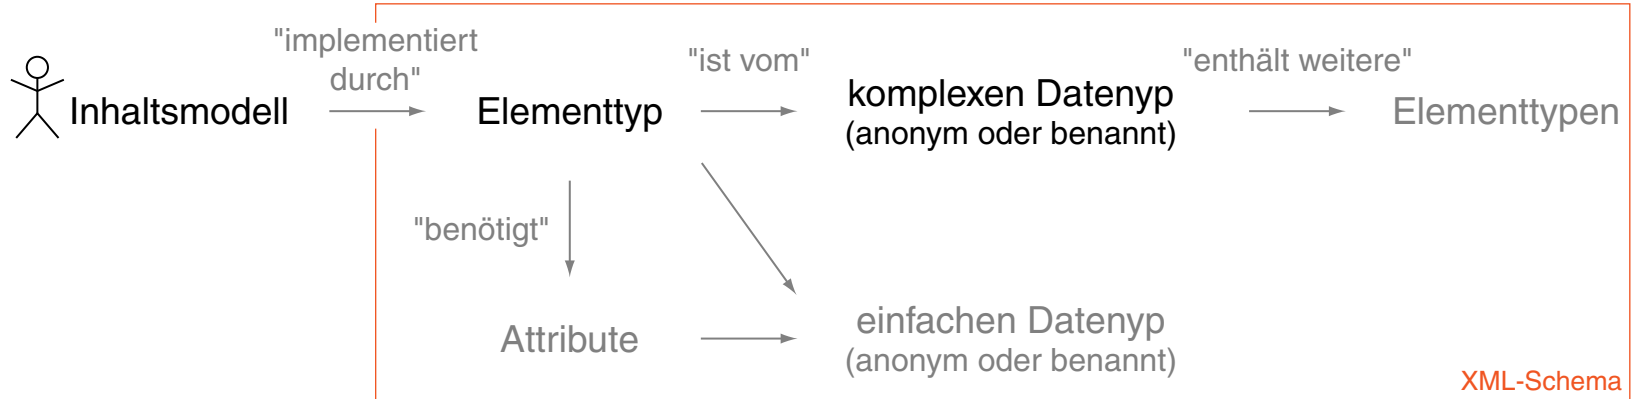 "implementiert
durch"
"ist vom"
"enthält weitere"
Inhaltsmodell
Elementtyp
komplexen Datenyp
(anonym oder benannt)
Elementtypen
"benötigt"
Attribute
einfachen Datenyp
(anonym oder benannt)
XML-Schema